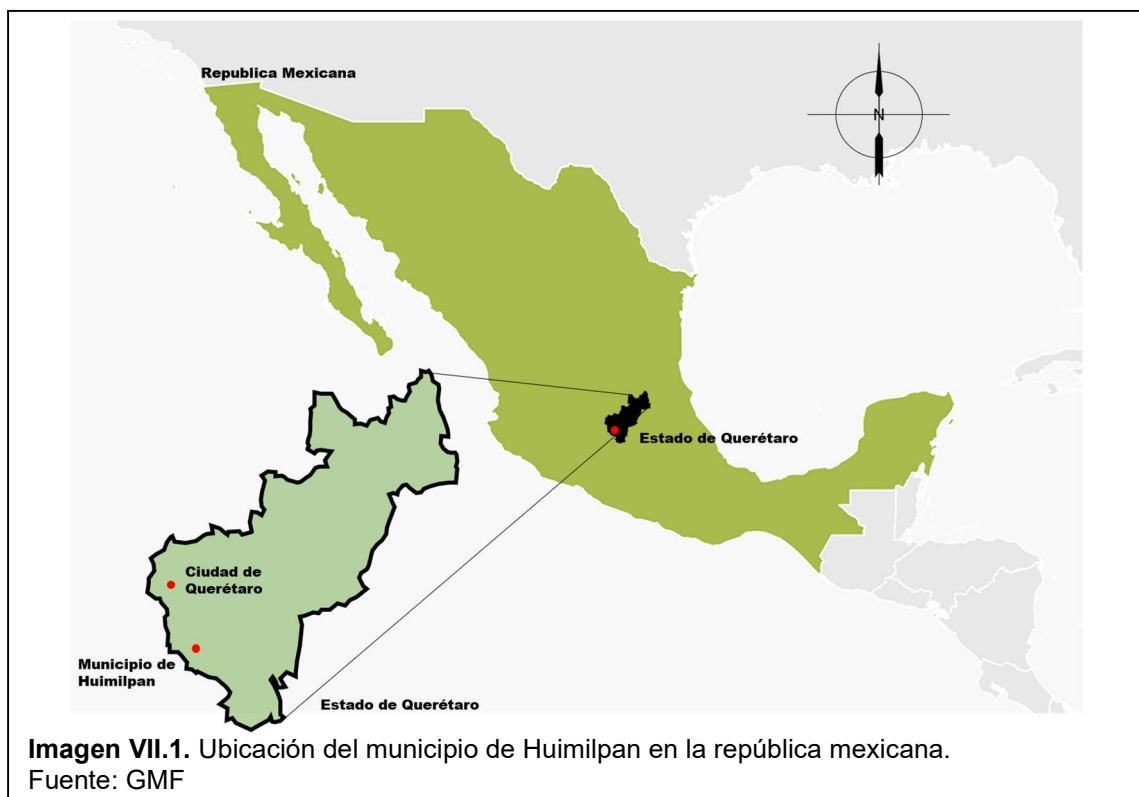 Republica Mexicana
N
Estado de Querétaro
Ciudad de
Querétaro
Municipio de
Huimilpan
Estado de Querétaro
Imagen VII.1. Ubicación del municipio de Huimilpan en la república mexicana.
Fuente: GMF